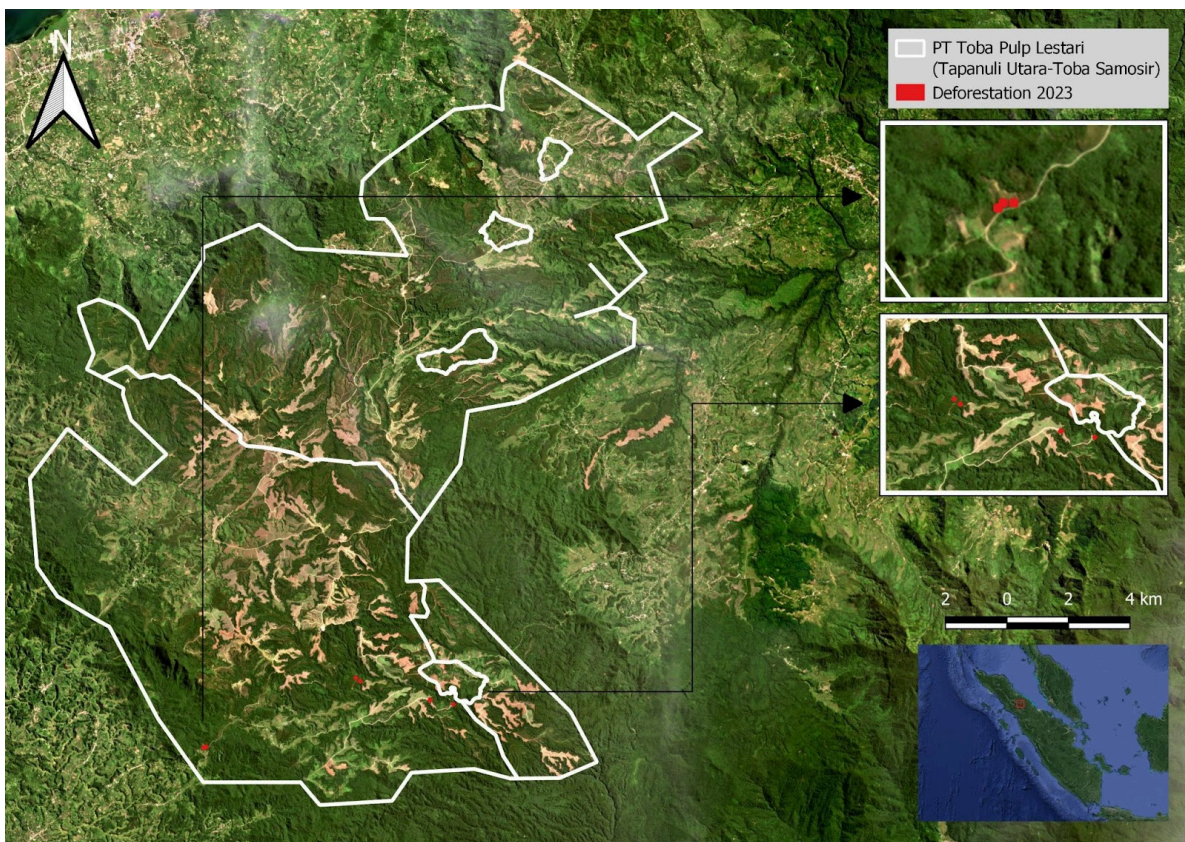 N
PT Toba Pulp Lestari
(Tapanuli Utara-Toba Samosir)
Deforestation 2023
2 0 2 4 km